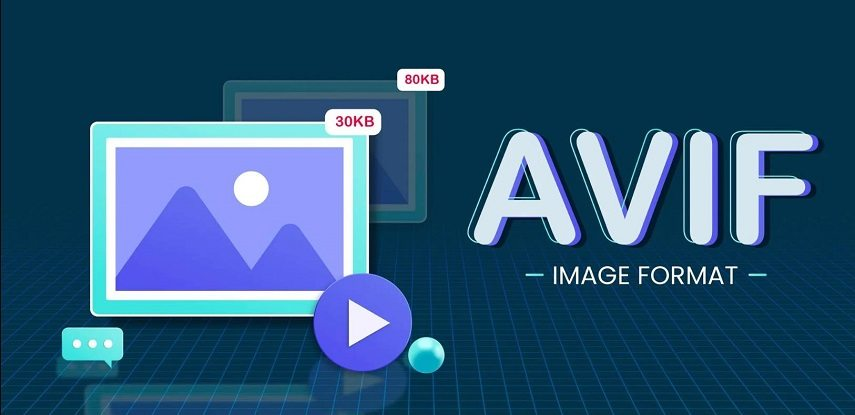 80KB
30KB
AVIF
IMAGE FORMAT